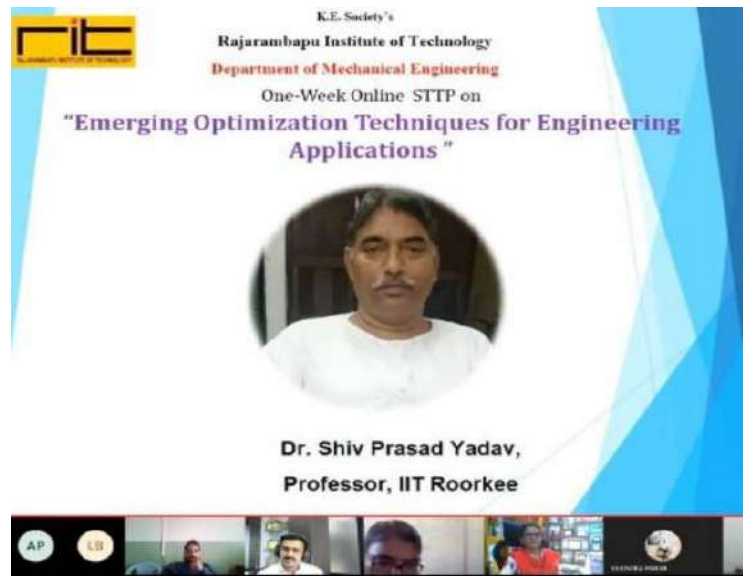 rit
K.E. Society's
Rajarambapu Institute of Technology
Department of Mechanical Engineering
One-Week Online STTP on
"Emerging Optimization Techniques for Engineering
Applications"
Dr. Shiv Prasad Yadav,
Professor, IIT Roorkee
AP
LB